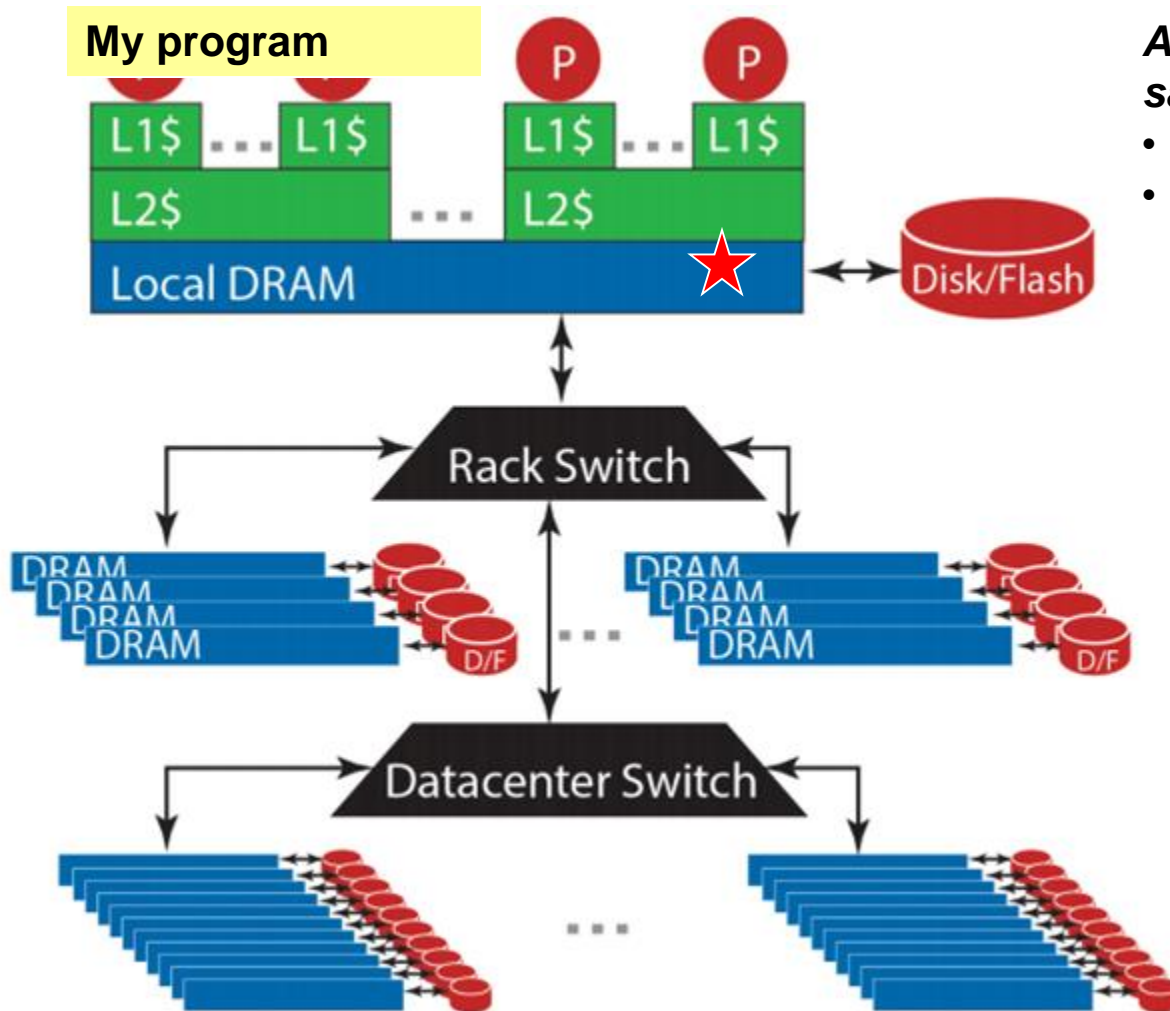 My program
P
P
L1$
L1$
L1$
L1$
L2$
L2$
Local DRAM
Disk/Flash
Rack Switch
DRAM
DRAM
DRAM
DRAM
D/F
DRAM
DRAM
DRAM
DRAM
D/F
Datacenter Switch